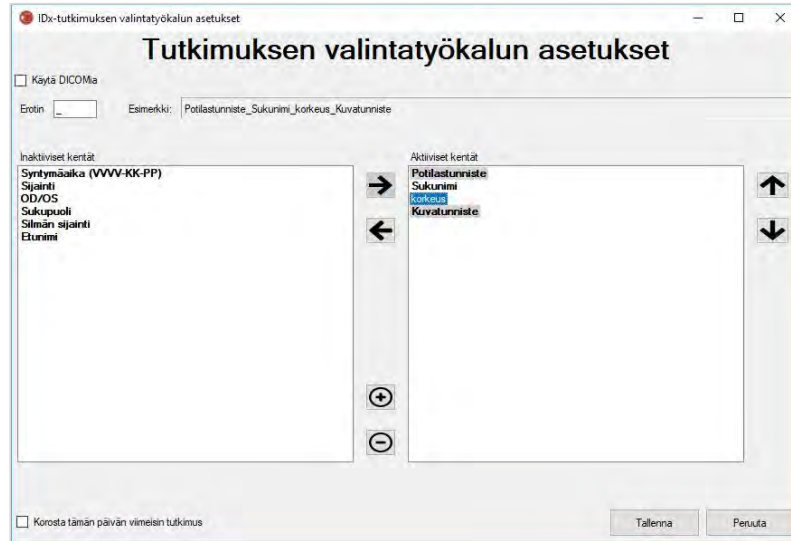 IDx-tutkimuksen valintatyökalun asetukset
Tutkimuksen valintatyökalun asetukset
Käytä DICOMia
Erotin _ Esimerkki: Potilastunniste_Sukunimi_korkeus_Kuvatunniste
Inaktiiviset kentät
Syntymäaika (VVVV-KK-PP)
Sijainti
OD/OS
Sukupuoli
Silmän sijainti
Etunimi
Aktiiviset kentät
Potilastunniste
Sukunimi
korkeus
Kuvatunniste
Korosta tämän päivän viimeisin tutkimus
Tallenna Peruuta